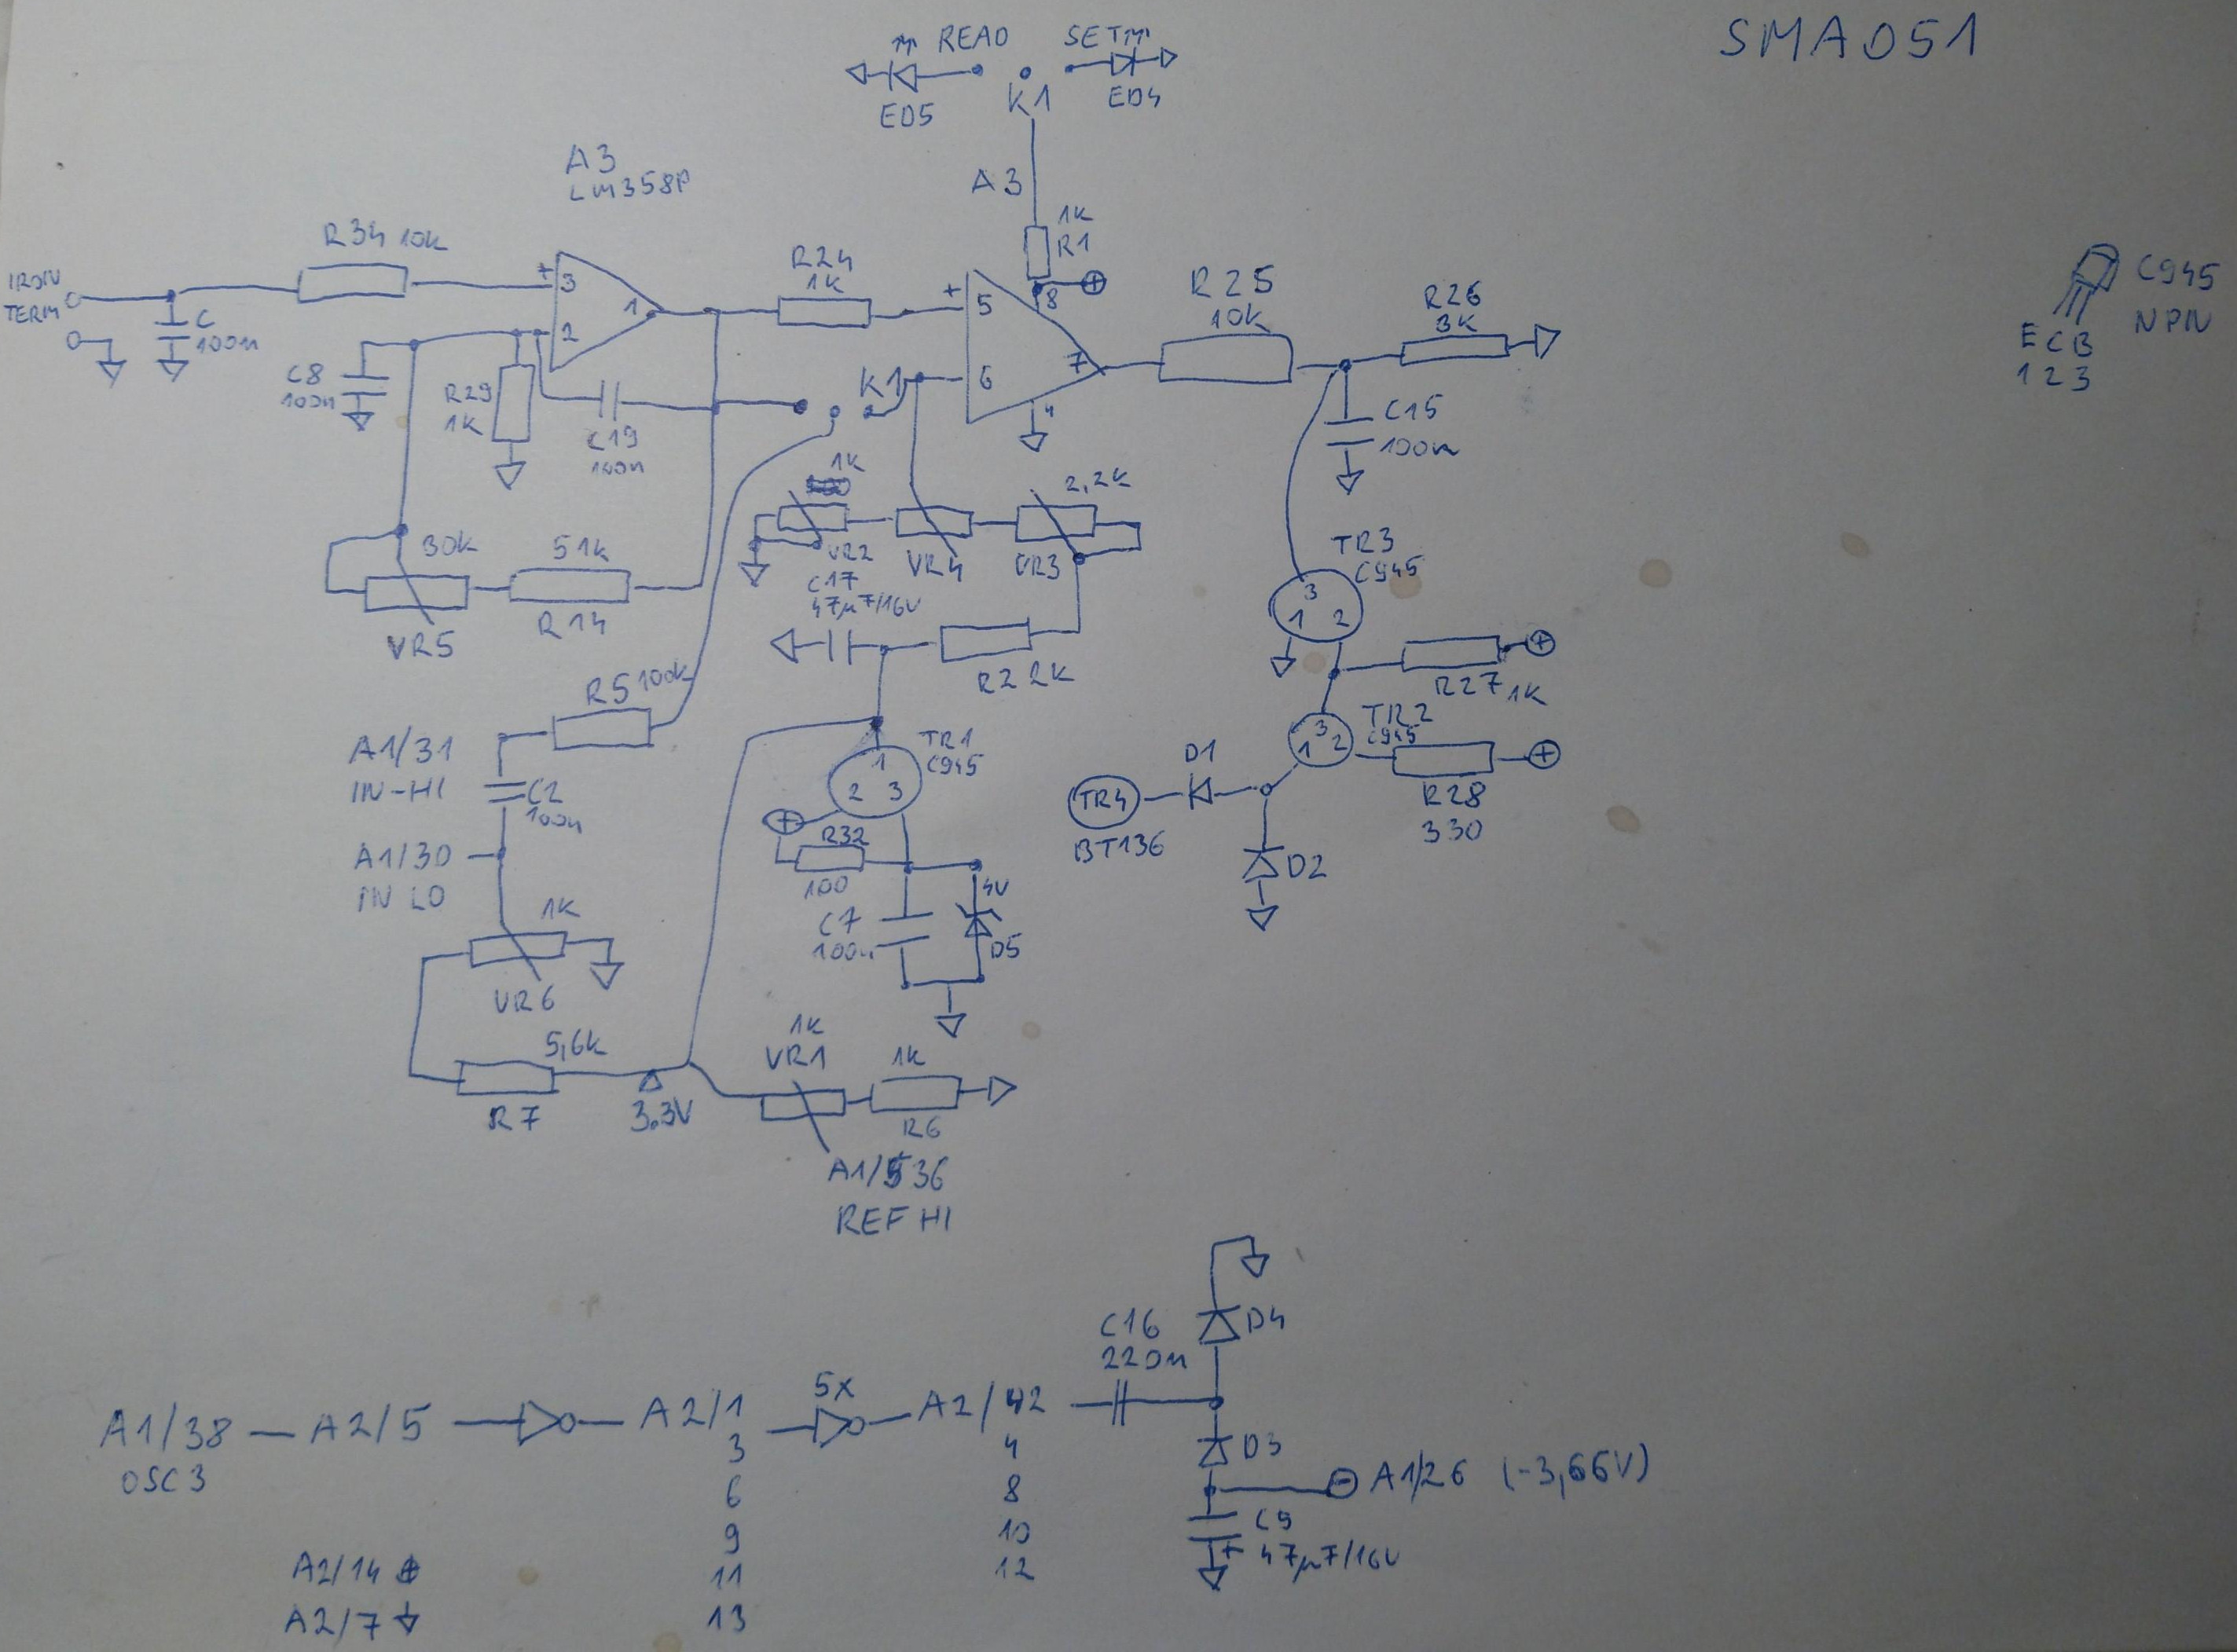 SMA051
READ
SET
K1
ED5
ED4
A3
LM358P
A3
1K
R1
8
R34 10k
IRON
TERM
C
100n
+
3
2
1
R24
1k
+
5
6
7
4
R25
10k
R26
3K
C945
NPN
E C B
1 2 3
C8
100n
R29
1K
C19
100n
K1
C15
100n
30k
VR5
51k
R14
1k
VR2
VR4
2,2k
VR3
C17
47µF/16V
R2 2K
TR3
C945
3
1 2
R27 1K
R5 100k
A1/31
IN-HI
C2
100n
A1/30
IN LO
TR1
C945
1
2 3
R32
100
C7
100n
4V
D5
TR2
C945
3
1 2
D1
TR4
BT136
R28
330
D2
1K
VR6
5,6k
R7
3.3V
1K
VR1
1K
R6
A1/36
REF HI
C16
220n
D4
A1/38 — A2/5
OSC3
A2/1
3
6
9
11
13
5x
A2/2
4
8
10
12
D3
A1/26 (-3,66V)
C9
+ 47µF/16V
A2/14
A2/7